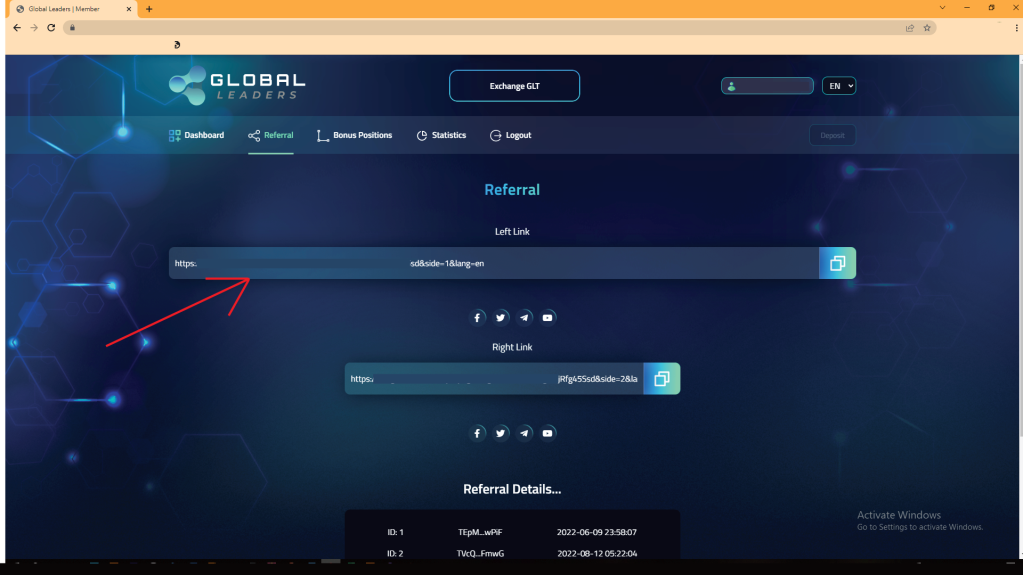 Global Leaders | Member
GLOBAL
LEADERS
Exchange GLT
EN
Dashboard
Referral
Bonus Positions
Statistics
Logout
Deposit
Referral
Left Link
https:
sd&side=1&lang=en
Right Link
https:/
jRfg455sd&side=2&la
Referral Details...
ID: 1 TEpM...wPiF 2022-06-09 23:58:07
ID: 2 TVcQ...FmwG 2022-08-12 05:22:04
Activate Windows
Go to Settings to activate Windows.